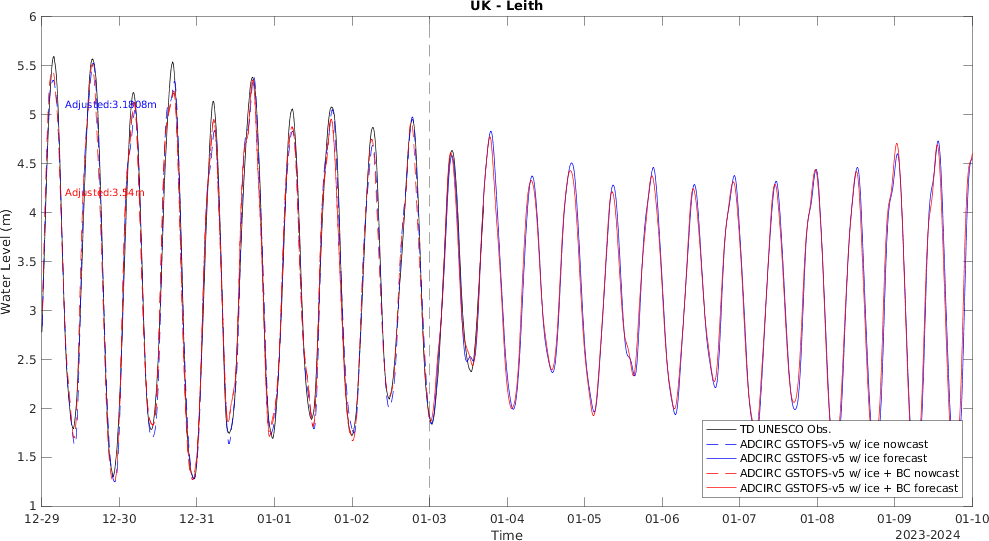 UK - Leith
6
5.5
5
4.5
4
3.5
3
2.5
2
1.5
1
Water Level (m)
Adjusted:3.1808m
Adjusted:3.54m
TD UNESCO Obs.
ADCIRC GSTOFS-v5 w/ ice nowcast
ADCIRC GSTOFS-v5 w/ ice forecast
ADCIRC GSTOFS-v5 w/ ice + BC nowcast
ADCIRC GSTOFS-v5 w/ ice + BC forecast
12-29 12-30 12-31 01-01 01-02 01-03 01-04 01-05 01-06 01-07 01-08 01-09 01-10
Time
2023-2024